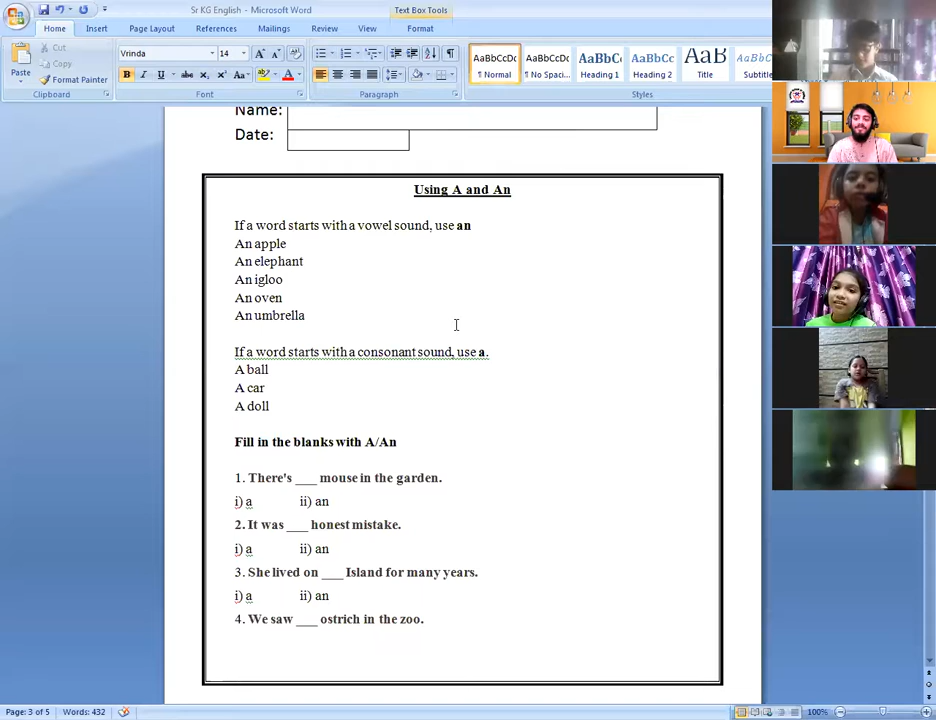 Sr KG English - Microsoft Word
Text Box Tools
Home
Insert
Page Layout
References
Mailings
Review
View
Format
Paste
Cut
Copy
Format Painter
Clipboard
Vrinda
14
Font
Paragraph
AaBbCcDc
¶ Normal
AaBbCcDc
¶ No Spaci...
AaBbCc
Heading 1
AaBbCc
Heading 2
AaB
Title
AaBbCc.
Subtitle
Styles
Name:
Date:
Using A and An
If a word starts with a vowel sound, use an
An apple
An elephant
An igloo
An oven
An umbrella
If a word starts with a consonant sound, use a.
A ball
A car
A doll
Fill in the blanks with A/An
1. There's ___ mouse in the garden.
i) a ii) an
2. It was ___ honest mistake.
i) a ii) an
3. She lived on ___ Island for many years.
i) a ii) an
4. We saw ___ ostrich in the zoo.
Page: 3 of 5
Words: 432
100%